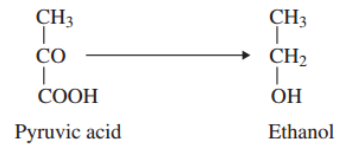 CH3 CH3
CO CH2
COOH OH
Pyruvic acid Ethanol